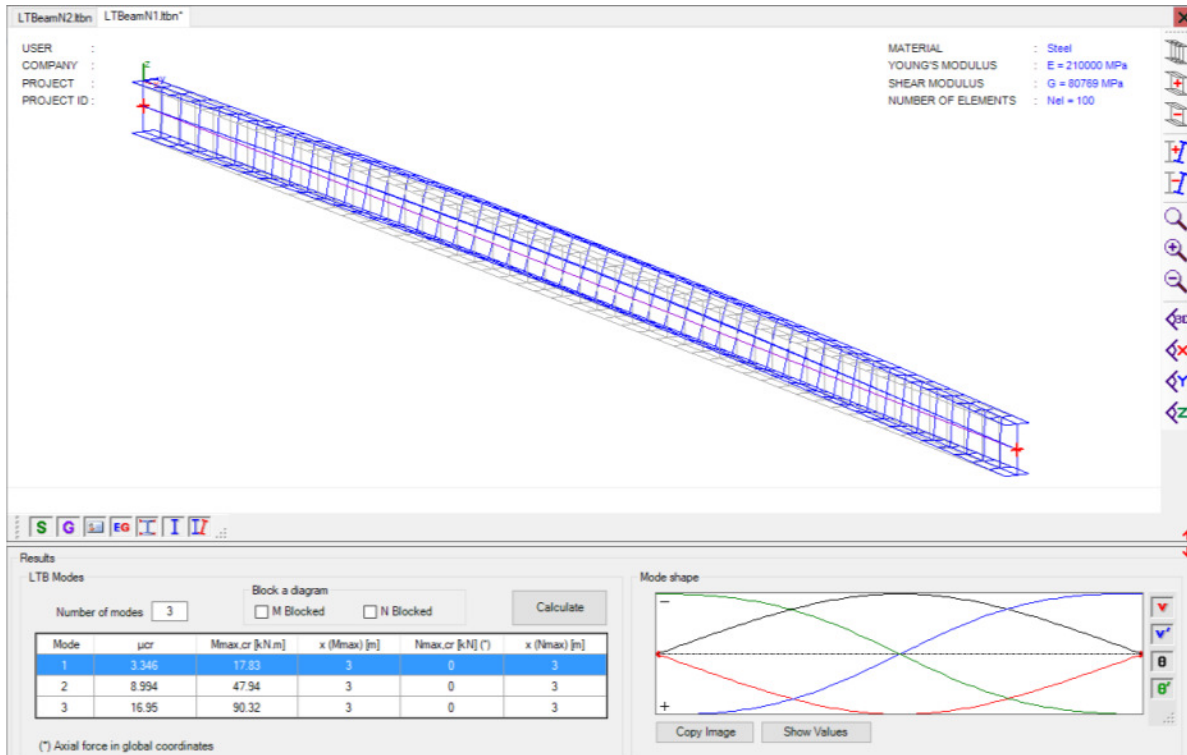 LTBeamN2.ltbn LTBeamN1.ltbn*
USER :
COMPANY :
PROJECT :
PROJECT ID :
MATERIAL : Steel
YOUNG'S MODULUS : E = 210000 MPa
SHEAR MODULUS : G = 80769 MPa
NUMBER OF ELEMENTS : Nel = 100
z
3D
X
Y
Z
S G EG
Results
LTB Modes
Number of modes 3
Block a diagram
M Blocked N Blocked
Calculate
Mode μcr Mmax,cr [kN.m] x (Mmax) [m] Nmax,cr [kN] (*) x (Nmax) [m]
1 3.346 17.83 3 0 3
2 8.994 47.94 3 0 3
3 16.95 90.32 3 0 3
(*) Axial force in global coordinates
Mode shape
−
+
v
v'
θ
θ'
Copy Image Show Values